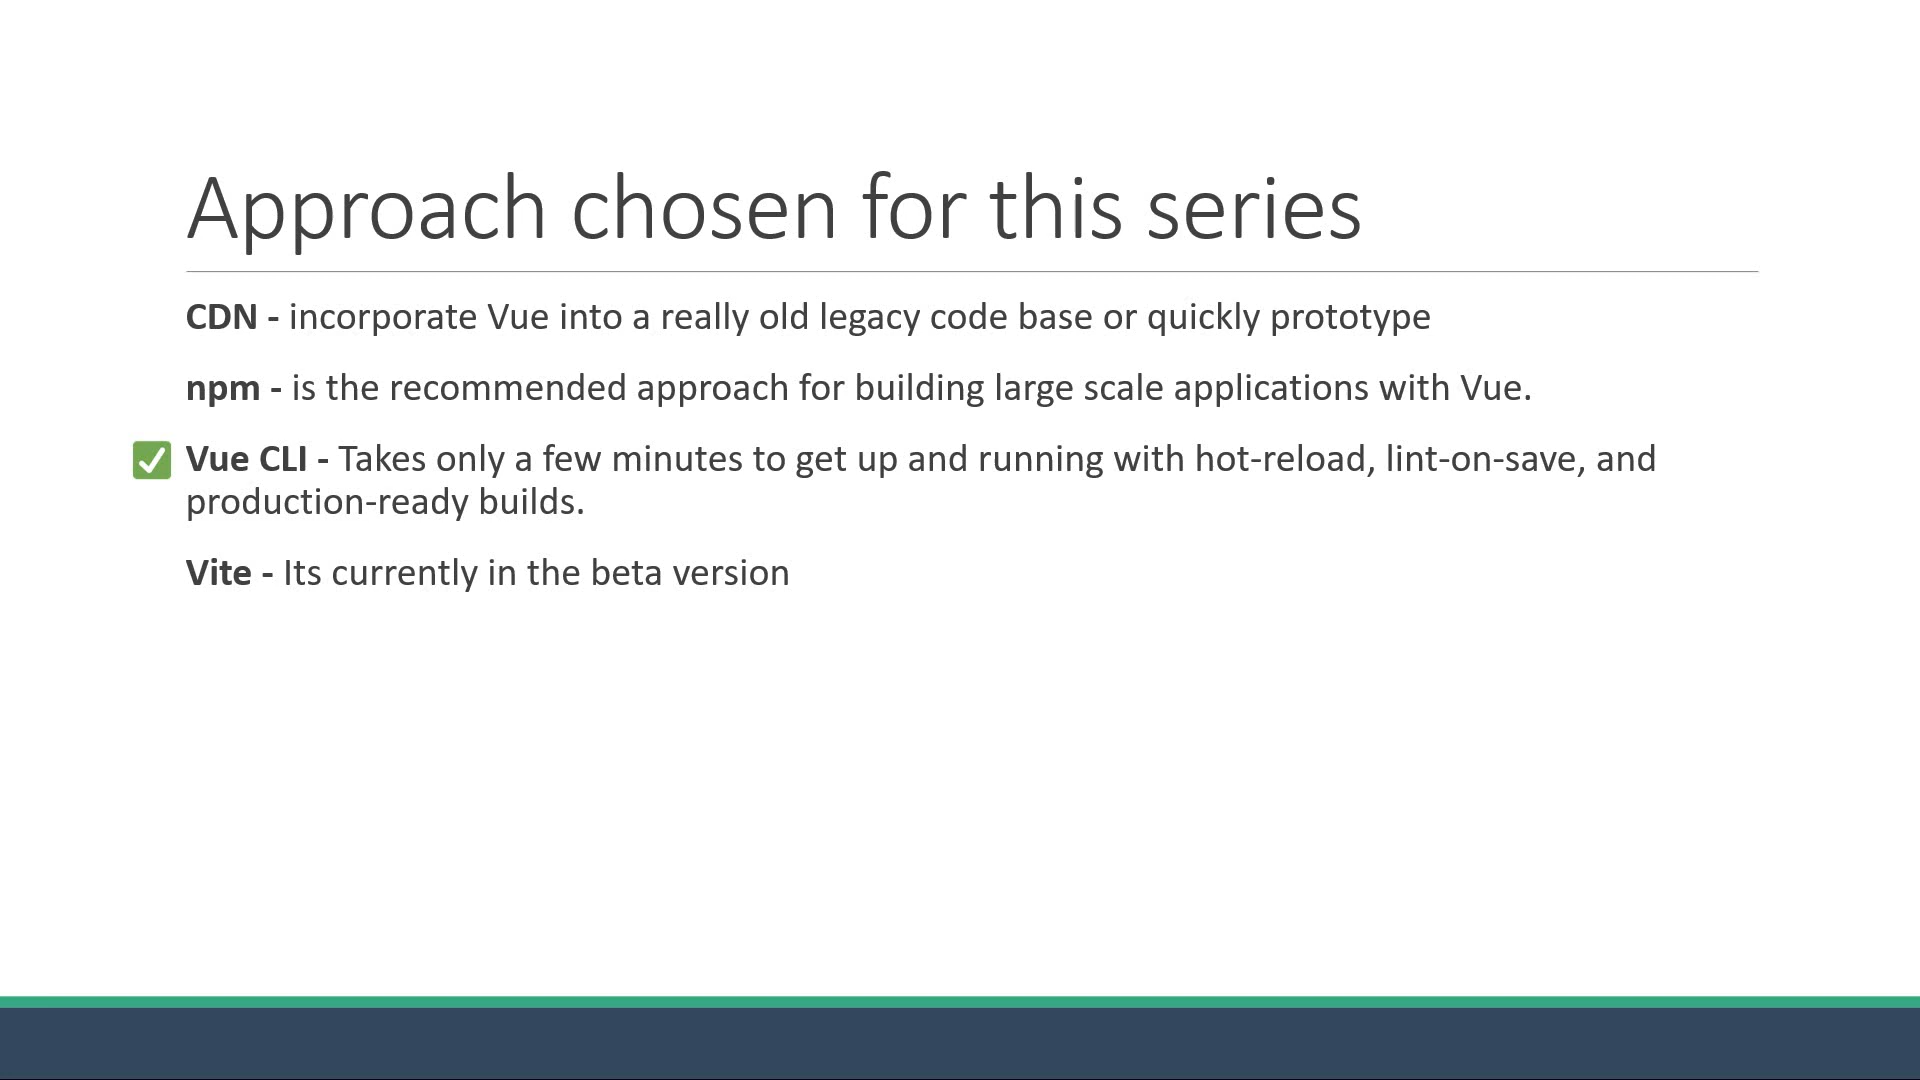 Approach chosen for this series
CDN - incorporate Vue into a really old legacy code base or quickly prototype
npm - is the recommended approach for building large scale applications with Vue.
Vue CLI - Takes only a few minutes to get up and running with hot-reload, lint-on-save, and
production-ready builds.
Vite - Its currently in the beta version